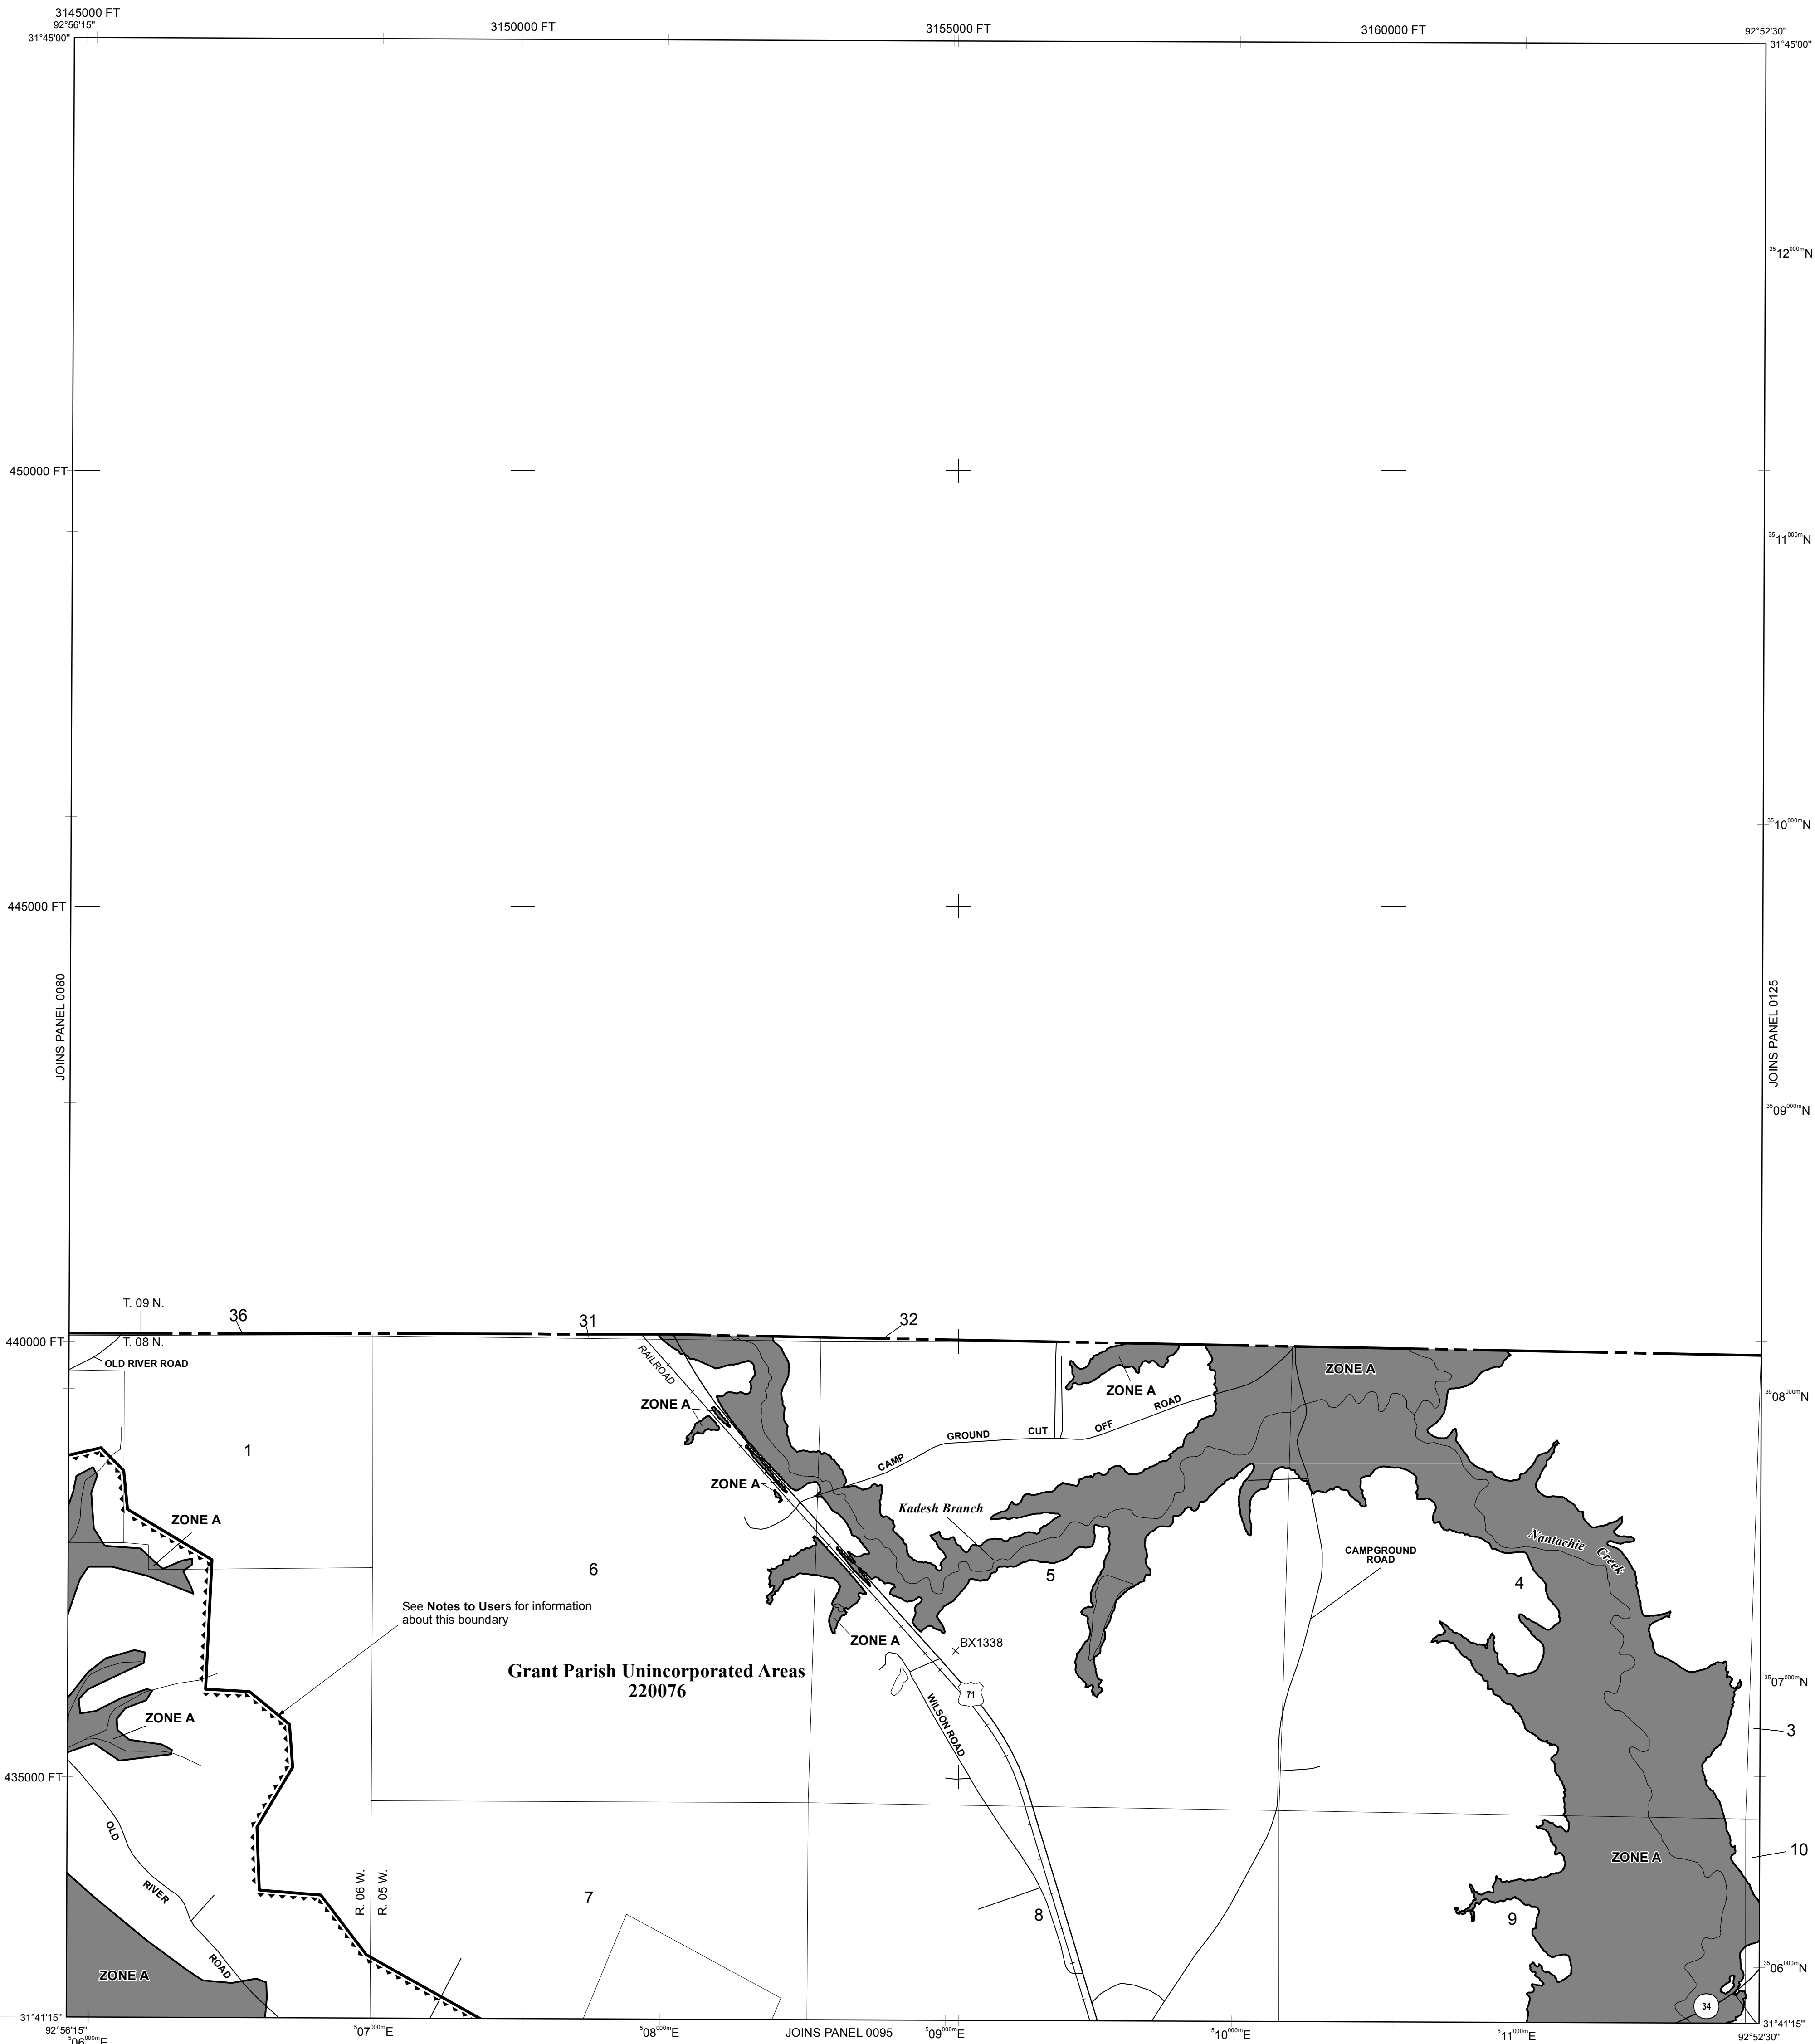 3145000 FT
3150000 FT
3155000 FT
3160000 FT
92°56'15"
92°52'30"
31°45'00"
31°45'00"
3512000mN
450000 FT
3511000mN
3510000mN
445000 FT
JOINS PANEL 0080
JOINS PANEL 0125
3509000mN
T. 09 N.
36
31
32
440000 FT
T. 08 N.
OLD RIVER ROAD
RAILROAD
ZONE A
ZONE A
ZONE A
3508000mN
CAMP GROUND CUT OFF ROAD
1
ZONE A
Kadesh Branch
ZONE A
Nantachie Creek
CAMPGROUND
ROAD
6
5
4
See Notes to Users for information
about this boundary
ZONE A
BX1338
Grant Parish Unincorporated Areas
220076
3507000mN
71
ZONE A
WILSON ROAD
3
435000 FT
OLD RIVER ROAD
10
ZONE A
R. 06 W.
R. 05 W.
7
8
9
ZONE A
3506000mN
34
31°41'15"
31°41'15"
92°56'15"
92°52'30"
506000mE
507000mE
508000mE
JOINS PANEL 0095
509000mE
510000mE
511000mE